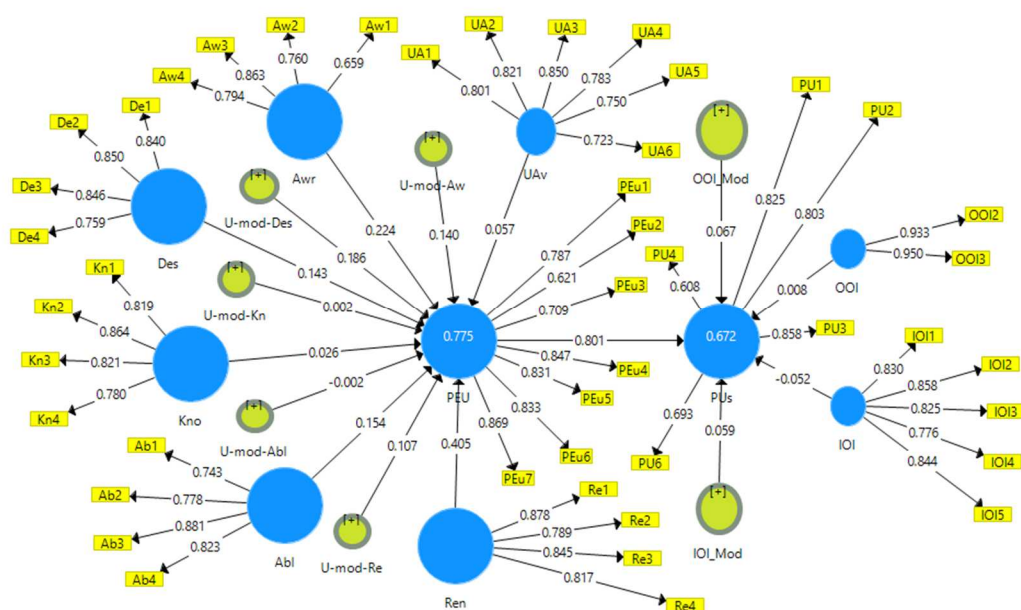 Aw2
Aw1
Aw3
Aw4
0.760
0.659
0.863
0.794
Awr
UA2
UA3
UA4
UA1
UA5
UA6
0.821
0.850
0.783
0.801
0.750
0.723
UAv
PU1
PU2
[+]
OOI_Mod
0.825
0.803
0.067
De1
De2
De3
De4
0.840
0.850
0.846
0.759
Des
[+]
U-mod-Aw
0.140
[+]
U-mod-Des
0.186
0.224
0.057
0.143
PEu1
PEu2
PEu3
0.787
0.621
0.709
PU4
0.608
OOI2
OOI3
0.933
0.950
OOI
0.008
[+]
U-mod-Kn
0.002
Kn1
Kn2
Kn3
Kn4
0.819
0.864
0.821
0.780
Kno
0.026
0.775
PEU
0.801
0.672
PUs
0.858
PU3
0.847
PEu4
0.831
PEu5
0.833
PEu6
0.869
PEu7
-0.052
IOI1
IOI2
IOI3
IOI4
IOI5
0.830
0.858
0.825
0.776
0.844
IOI
[+]
U-mod-Abl
-0.002
0.154
0.107
0.405
0.693
PU6
0.059
[+]
IOI_Mod
Ab1
Ab2
Ab3
Ab4
0.743
0.778
0.881
0.823
Abl
[+]
U-mod-Re
Re1
Re2
Re3
Re4
0.878
0.789
0.845
0.817
Ren